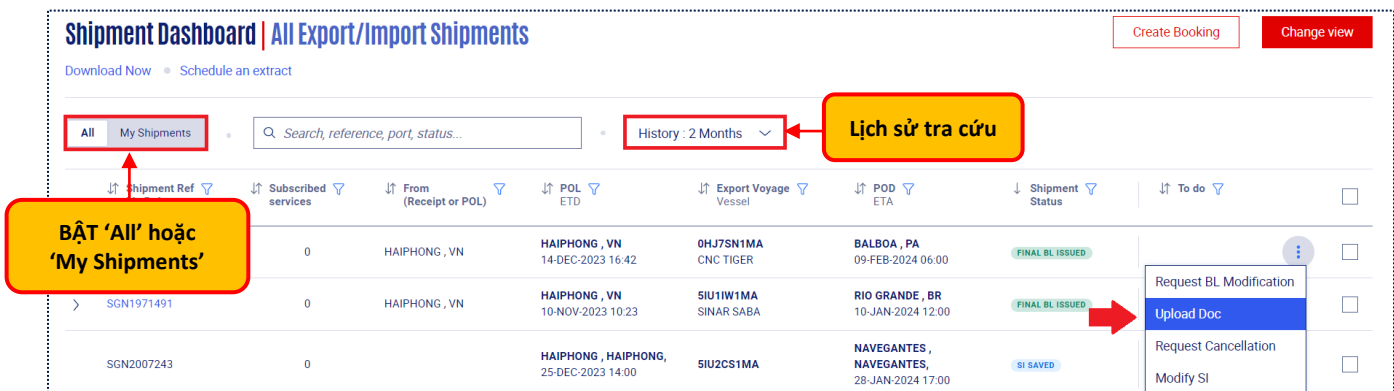 Shipment Dashboard | All Export/Import Shipments
Create Booking
Change view
Download Now • Schedule an extract
All
My Shipments
Search, reference, port, status...
History : 2 Months
Lịch sử tra cứu
Shipment Ref
Subscribed services
From (Receipt or POL)
POL
ETD
Export Voyage
Vessel
POD
ETA
Shipment Status
To do
BẬT ‘All’ hoặc
‘My Shipments’
0
HAIPHONG , VN
HAIPHONG , VN
14-DEC-2023 16:42
0HJ7SN1MA
CNC TIGER
BALBOA , PA
09-FEB-2024 06:00
FINAL BL ISSUED
SGN1971491
0
HAIPHONG , VN
HAIPHONG , VN
10-NOV-2023 10:23
5IU1IW1MA
SINAR SABA
RIO GRANDE , BR
10-JAN-2024 12:00
FINAL BL ISSUED
SGN2007243
0
HAIPHONG , HAIPHONG,
25-DEC-2023 14:00
5IU2CS1MA
NAVEGANTES ,
NAVEGANTES,
28-JAN-2024 17:00
SI SAVED
Request BL Modification
Upload Doc
Request Cancellation
Modify SI